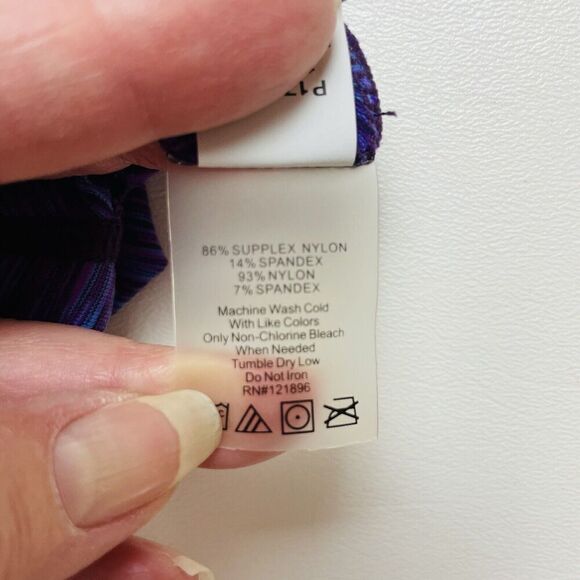 86% SUPPLEX NYLON
14% SPANDEX
93% NYLON
7% SPANDEX
Machine Wash Cold
With Like Colors
Only Non-Chlorine Bleach
When Needed
Tumble Dry Low
Do Not Iron
RN#121896